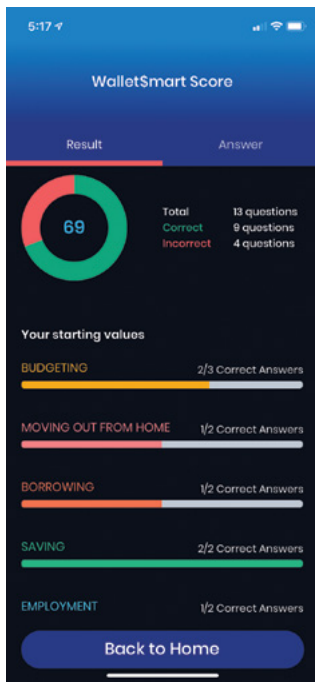 5:17
Wallet$mart Score
Result Answer
69
Total 13 questions
Correct 9 questions
Incorrect 4 questions
Your starting values
BUDGETING 2/3 Correct Answers
MOVING OUT FROM HOME 1/2 Correct Answers
BORROWING 1/2 Correct Answers
SAVING 2/2 Correct Answers
EMPLOYMENT 1/2 Correct Answers
Back to Home